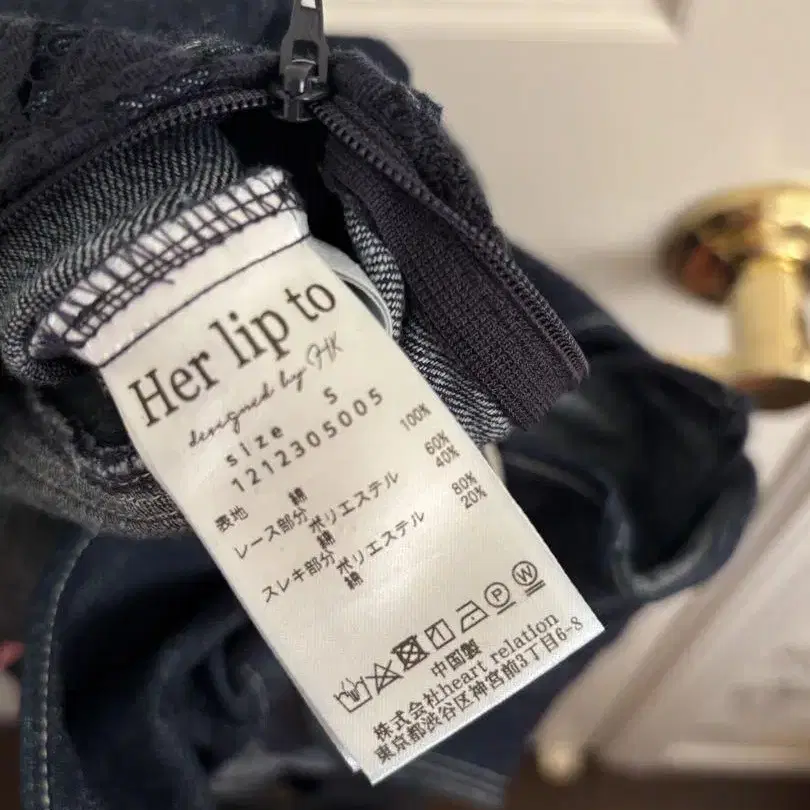 Her lip to
designed by HK
size S
1212305005
表地 綿 100%
レース部分 ポリエステル 60%
綿 40%
スレキ部分 ポリエステル 80%
綿 20%
P W
中国製
株式会社heart relation
東京都渋谷区神宮前3丁目6-8